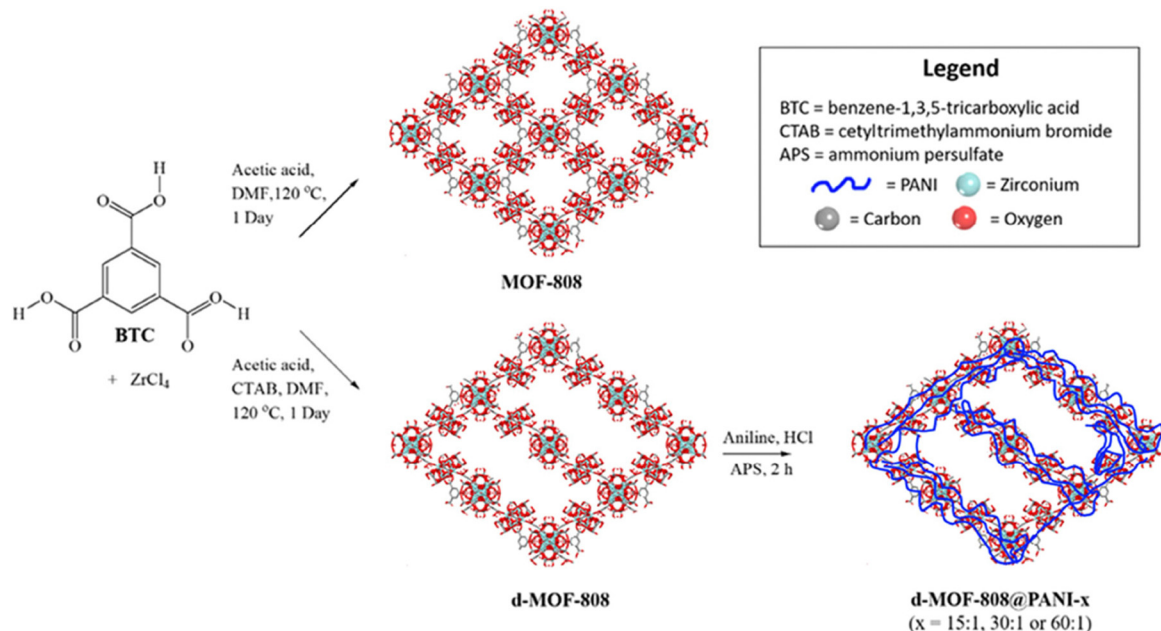 Acetic acid,
DMF,120 °C,
1 Day
H
O
O
H
O
O
O
H
O
O
BTC
+ ZrCl₄
Acetic acid,
CTAB, DMF,
120 °C, 1 Day
MOF-808
Legend
BTC = benzene-1,3,5-tricarboxylic acid
CTAB = cetyltrimethylammonium bromide
APS = ammonium persulfate
= PANI
= Zirconium
= Carbon
= Oxygen
d-MOF-808
Aniline, HCl
APS, 2 h
d-MOF-808@PANI-x
(x = 15:1, 30:1 or 60:1)